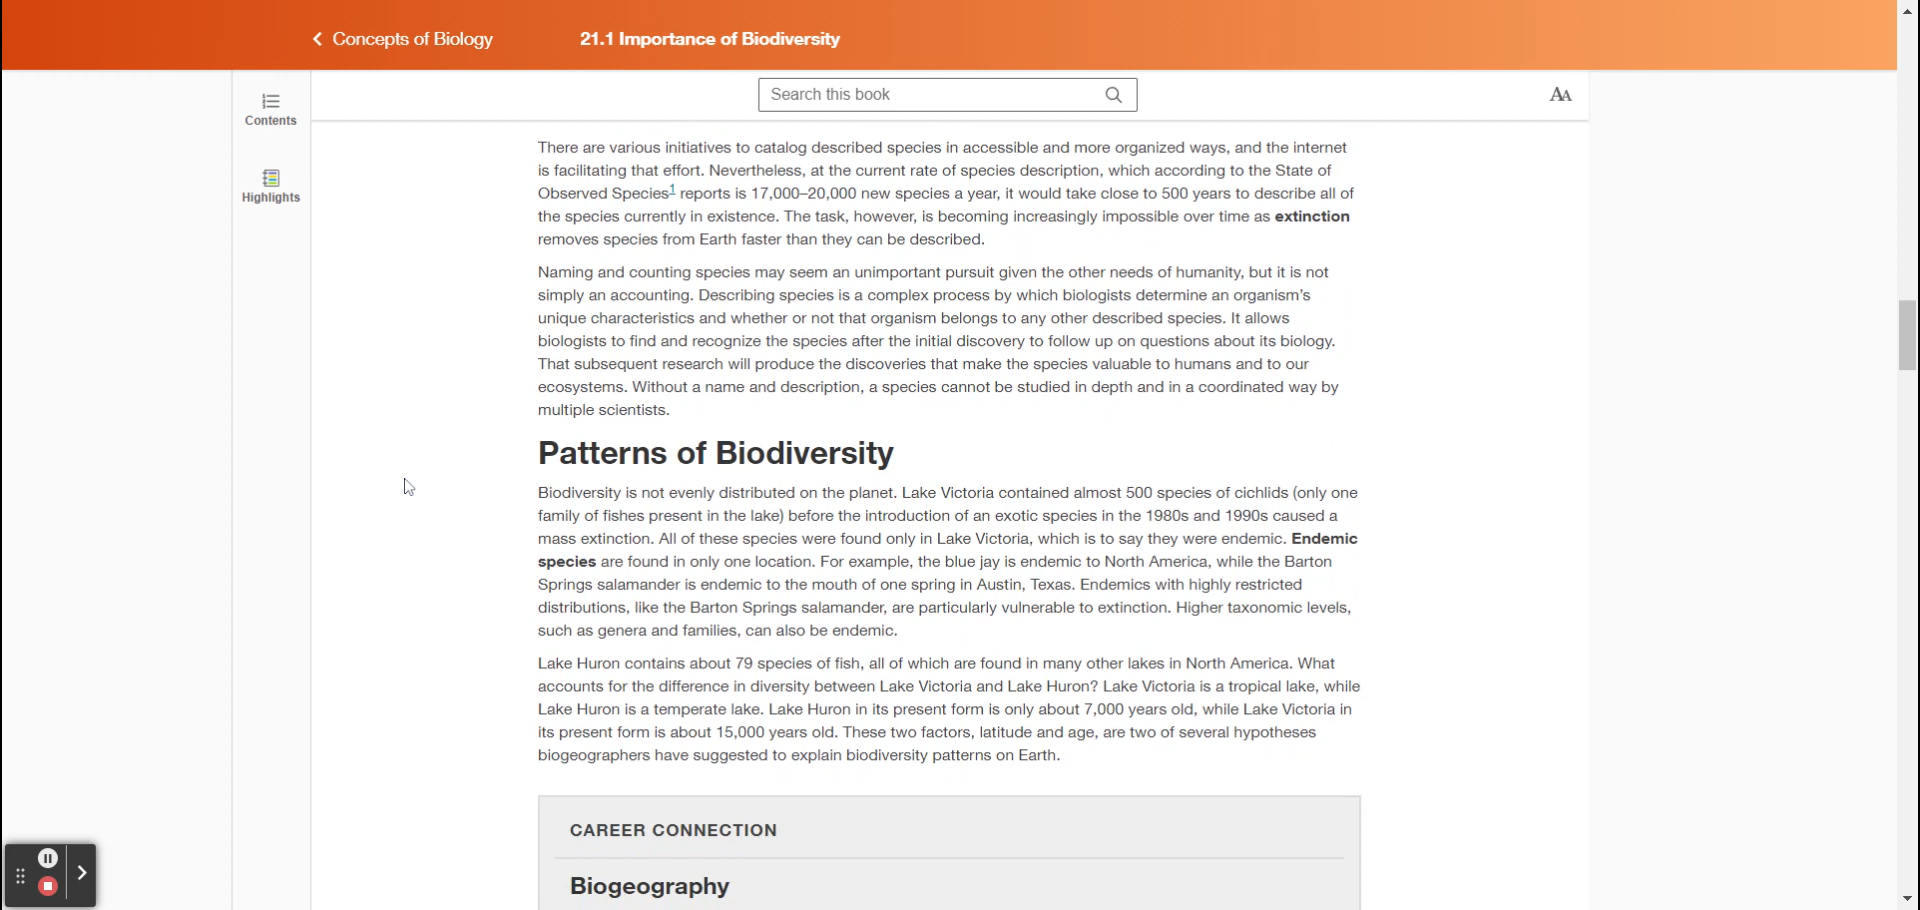 Concepts of Biology
21.1 Importance of Biodiversity
Search this book
AA
Contents
Highlights
There are various initiatives to catalog described species in accessible and more organized ways, and the internet
is facilitating that effort. Nevertheless, at the current rate of species description, which according to the State of
Observed Species1 reports is 17,000–20,000 new species a year, it would take close to 500 years to describe all of
the species currently in existence. The task, however, is becoming increasingly impossible over time as extinction
removes species from Earth faster than they can be described.
Naming and counting species may seem an unimportant pursuit given the other needs of humanity, but it is not
simply an accounting. Describing species is a complex process by which biologists determine an organism's
unique characteristics and whether or not that organism belongs to any other described species. It allows
biologists to find and recognize the species after the initial discovery to follow up on questions about its biology.
That subsequent research will produce the discoveries that make the species valuable to humans and to our
ecosystems. Without a name and description, a species cannot be studied in depth and in a coordinated way by
multiple scientists.
Patterns of Biodiversity
Biodiversity is not evenly distributed on the planet. Lake Victoria contained almost 500 species of cichlids (only one
family of fishes present in the lake) before the introduction of an exotic species in the 1980s and 1990s caused a
mass extinction. All of these species were found only in Lake Victoria, which is to say they were endemic. Endemic
species are found in only one location. For example, the blue jay is endemic to North America, while the Barton
Springs salamander is endemic to the mouth of one spring in Austin, Texas. Endemics with highly restricted
distributions, like the Barton Springs salamander, are particularly vulnerable to extinction. Higher taxonomic levels,
such as genera and families, can also be endemic.
Lake Huron contains about 79 species of fish, all of which are found in many other lakes in North America. What
accounts for the difference in diversity between Lake Victoria and Lake Huron? Lake Victoria is a tropical lake, while
Lake Huron is a temperate lake. Lake Huron in its present form is only about 7,000 years old, while Lake Victoria in
its present form is about 15,000 years old. These two factors, latitude and age, are two of several hypotheses
biogeographers have suggested to explain biodiversity patterns on Earth.
CAREER CONNECTION
Biogeography